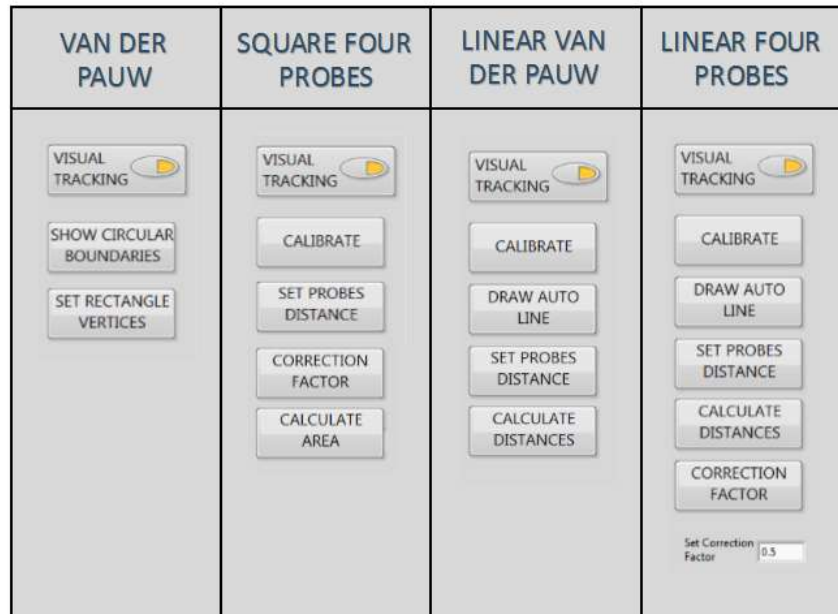 VAN DER
PAUW
VISUAL
TRACKING
SHOW CIRCULAR
BOUNDARIES
SET RECTANGLE
VERTICES
SQUARE FOUR
PROBES
VISUAL
TRACKING
CALIBRATE
SET PROBES
DISTANCE
CORRECTION
FACTOR
CALCULATE
AREA
LINEAR VAN
DER PAUW
VISUAL
TRACKING
CALIBRATE
DRAW AUTO
LINE
SET PROBES
DISTANCE
CALCULATE
DISTANCES
LINEAR FOUR
PROBES
VISUAL
TRACKING
CALIBRATE
DRAW AUTO
LINE
SET PROBES
DISTANCE
CALCULATE
DISTANCES
CORRECTION
FACTOR
Set Correction
Factor 0.5